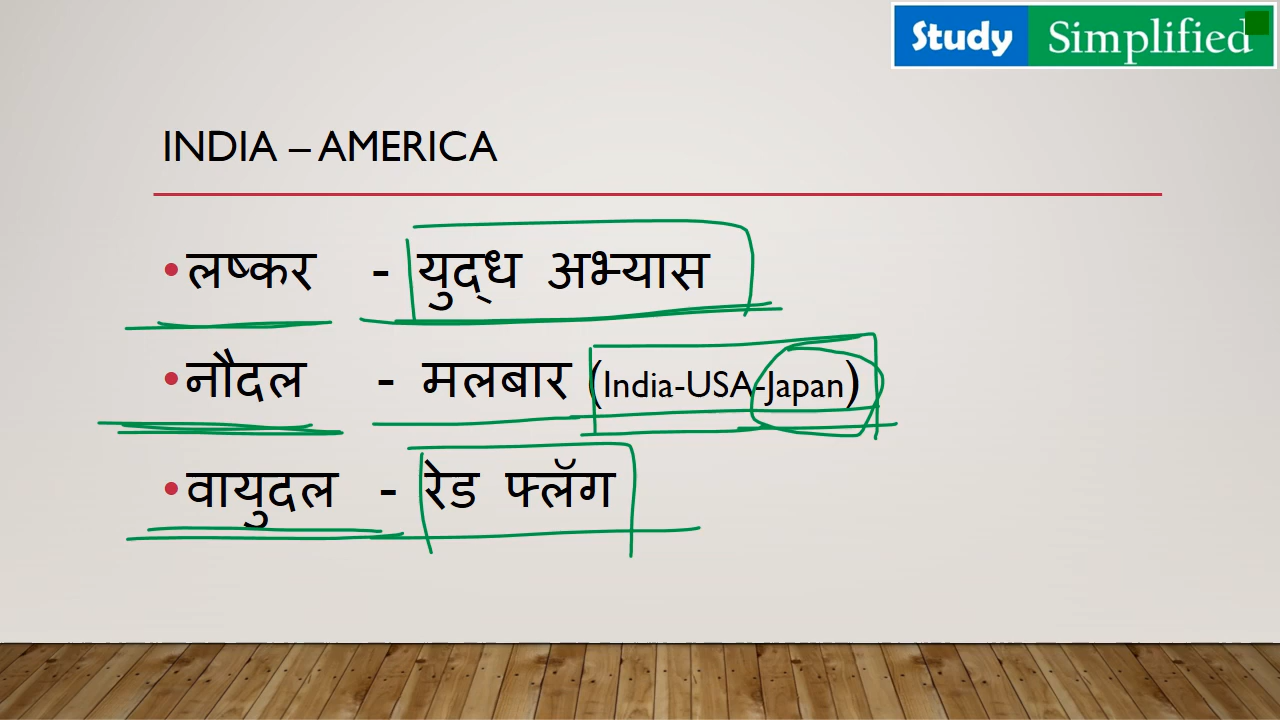 Study Simplified
INDIA – AMERICA
• लष्कर - युद्ध अभ्यास
• नौदल - मलबार (India-USA-Japan)
• वायुदल - रेड फ्लॅग